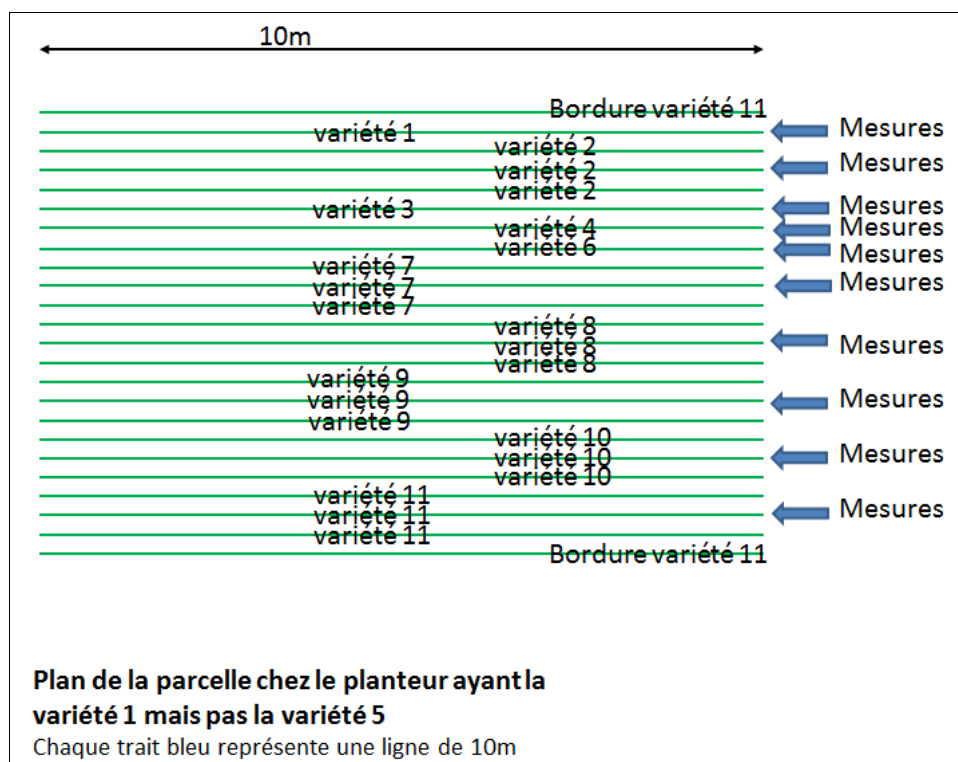 10m
Bordure variété 11
variété 1
Mesures
variété 2
variété 2
Mesures
variété 2
variété 3
Mesures
variété 4
Mesures
variété 6
Mesures
variété 7
variété 7
Mesures
variété 7
variété 8
variété 8
Mesures
variété 8
variété 9
variété 9
Mesures
variété 9
variété 10
variété 10
Mesures
variété 10
variété 11
variété 11
Mesures
variété 11
Bordure variété 11
Plan de la parcelle chez le planteur ayant la
variété 1 mais pas la variété 5
Chaque trait bleu représente une ligne de 10m